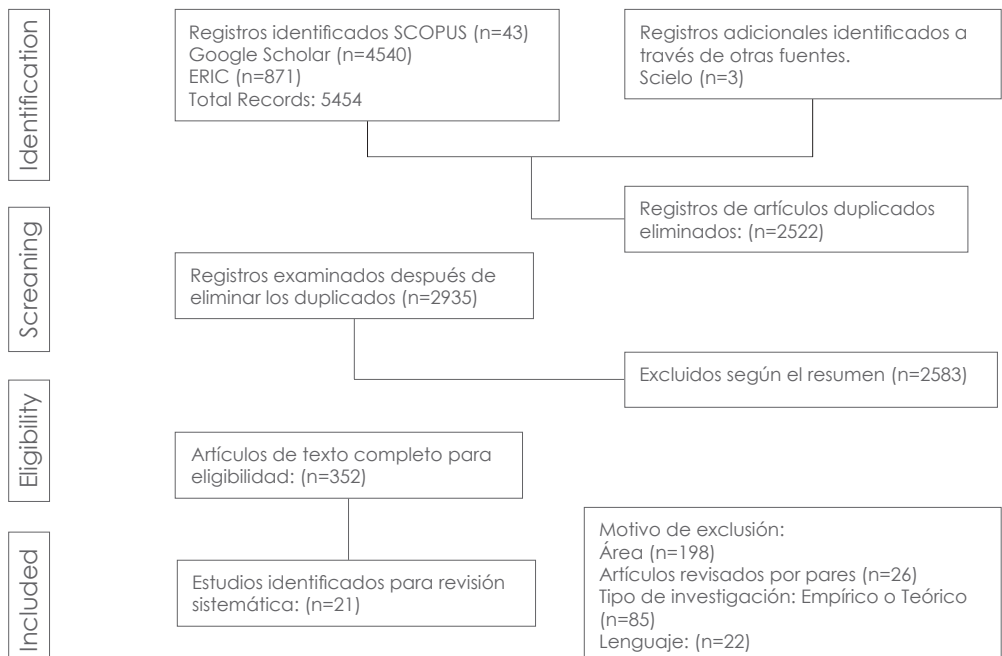 Identification
Registros identificados SCOPUS (n=43)
Google Scholar (n=4540)
ERIC (n=871)
Total Records: 5454
Registros adicionales identificados a
través de otras fuentes.
Scielo (n=3)
Registros de artículos duplicados
eliminados: (n=2522)
Screaning
Registros examinados después de
eliminar los duplicados (n=2935)
Excluidos según el resumen (n=2583)
Eligibility
Artículos de texto completo para
eligibilidad: (n=352)
Included
Estudios identificados para revisión
sistemática: (n=21)
Motivo de exclusión:
Área (n=198)
Artículos revisados por pares (n=26)
Tipo de investigación: Empírico o Teórico
(n=85)
Lenguaje: (n=22)